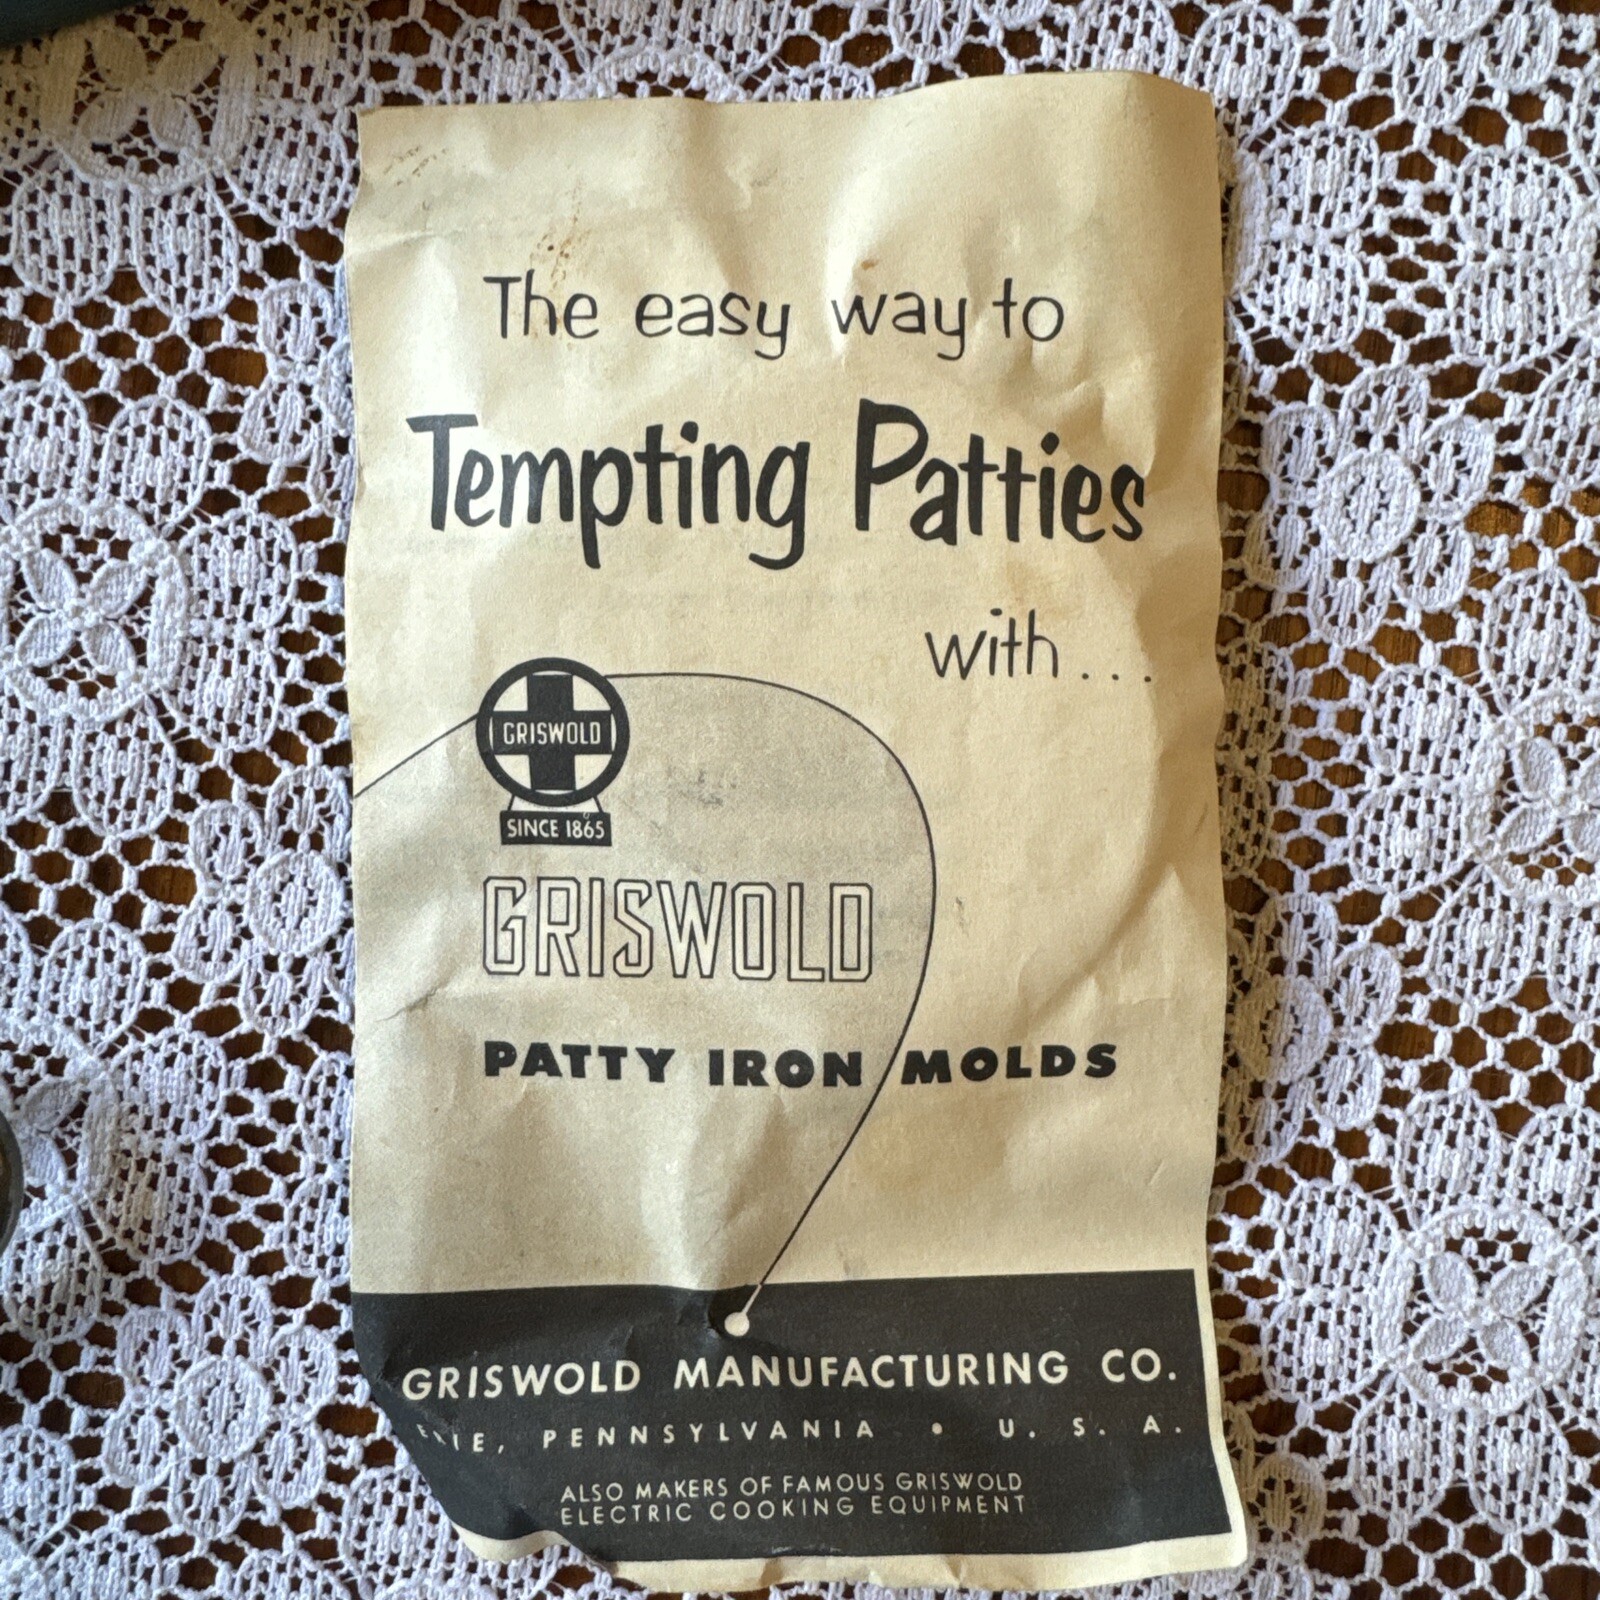 The easy way to
Tempting Patties
with...
GRISWOLD
SINCE 1865
GRISWOLD
PATTY IRON MOLDS
GRISWOLD MANUFACTURING CO.
ERIE, PENNSYLVANIA • U. S. A.
ALSO MAKERS OF FAMOUS GRISWOLD
ELECTRIC COOKING EQUIPMENT